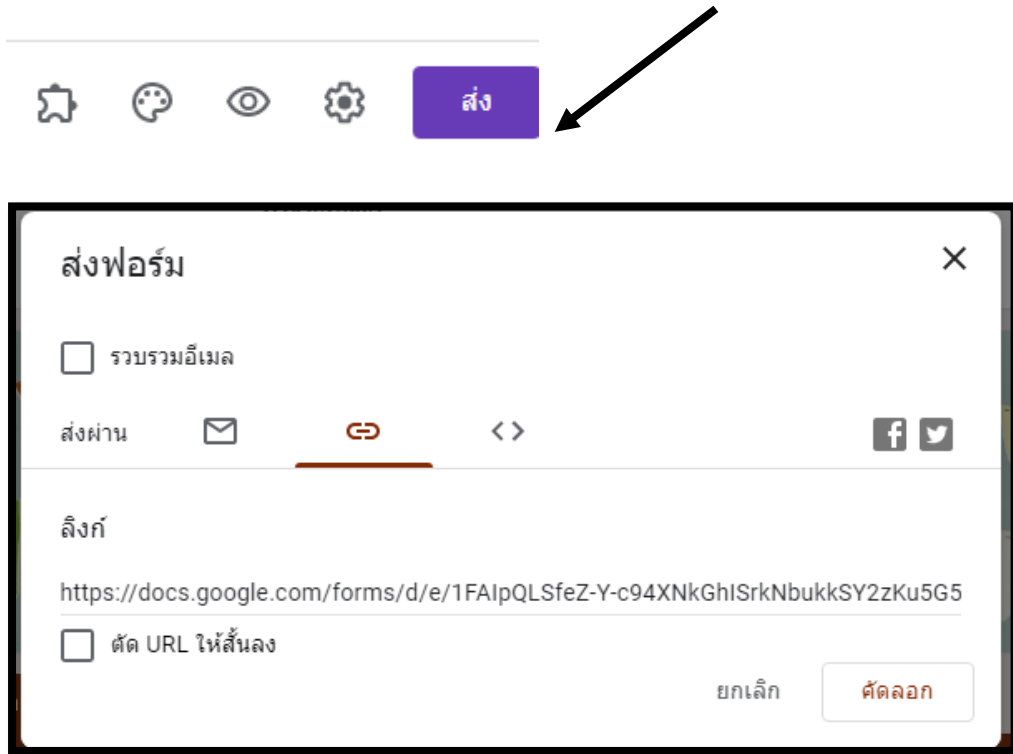 ส่ง
ส่งฟอร์ม
รวบรวมอีเมล
ส่งผ่าน
ลิงก์
https://docs.google.com/forms/d/e/1FAIpQLSfeZ-Y-c94XNkGhISrkNbukkSY2zKu5G5
ตัด URL ให้สั้นลง
ยกเลิก คัดลอก